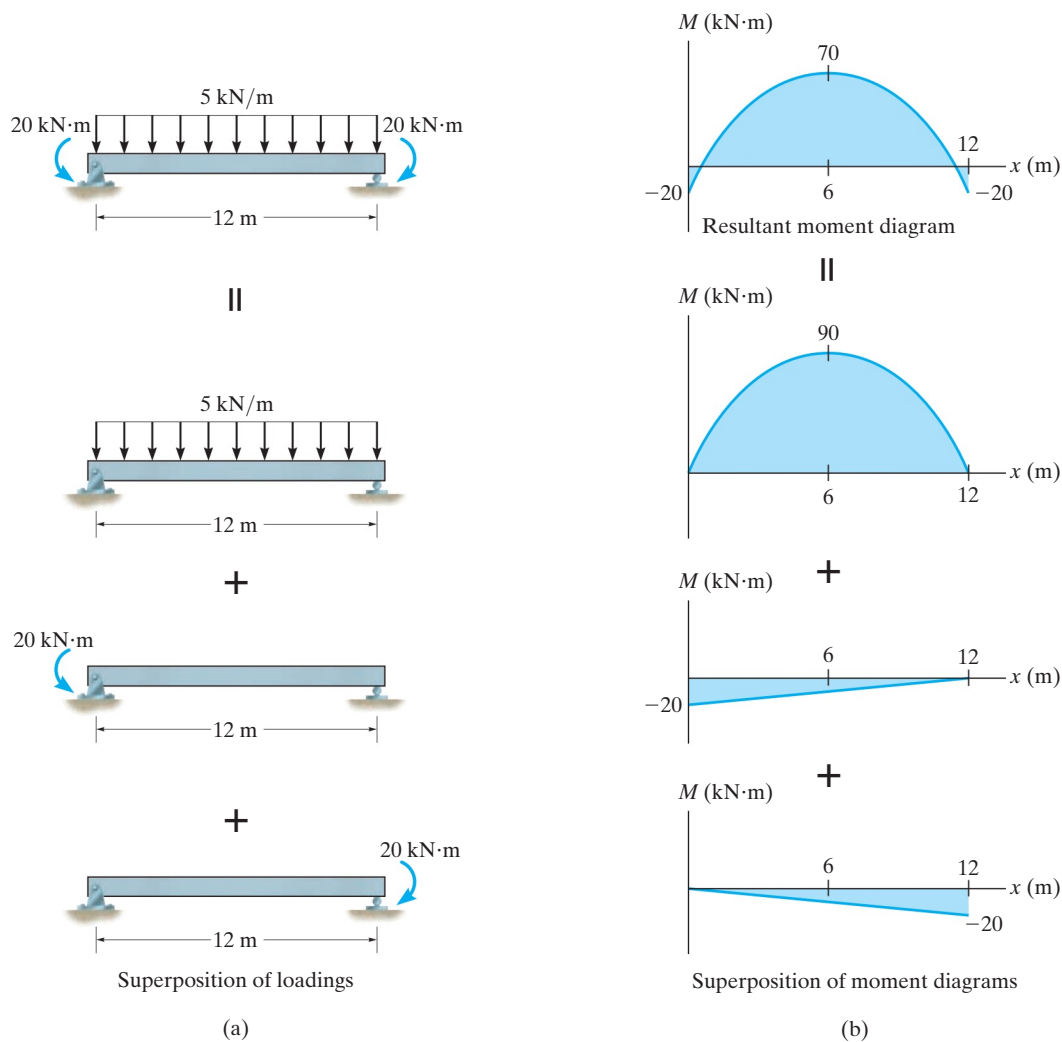 5 kN/m
20 kN·m 20 kN·m
12 m
=
5 kN/m
12 m
+
20 kN·m
12 m
+
20 kN·m
12 m
Superposition of loadings
(a)
M (kN·m)
70
12
x (m)
−20 6 −20
Resultant moment diagram
=
M (kN·m)
90
x (m)
6 12
+
M (kN·m)
6 12
x (m)
−20
+
M (kN·m)
6 12
x (m)
−20
Superposition of moment diagrams
(b)